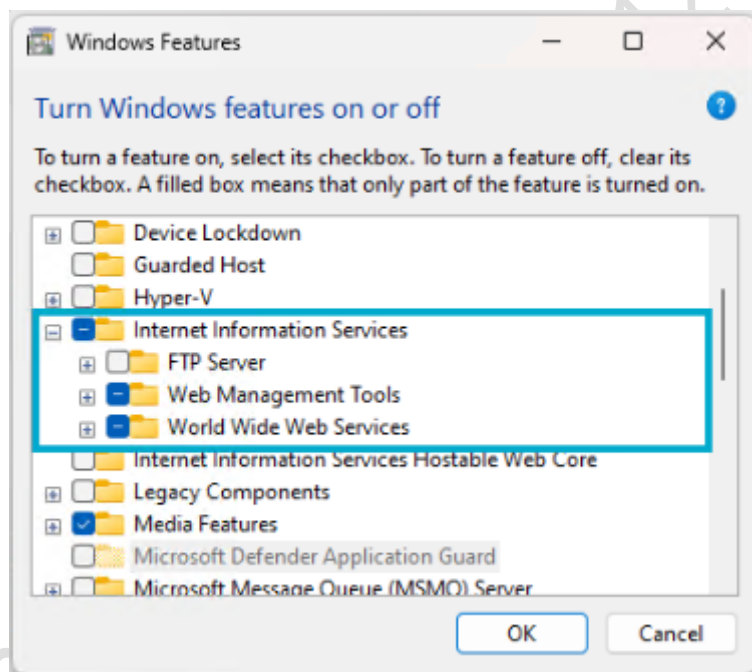 Windows Features
Turn Windows features on or off
?
To turn a feature on, select its checkbox. To turn a feature off, clear its
checkbox. A filled box means that only part of the feature is turned on.
Device Lockdown
Guarded Host
Hyper-V
Internet Information Services
FTP Server
Web Management Tools
World Wide Web Services
Internet Information Services Hostable Web Core
Legacy Components
Media Features
Microsoft Defender Application Guard
Microsoft Message Queue (MSMQ) Server
OK Cancel